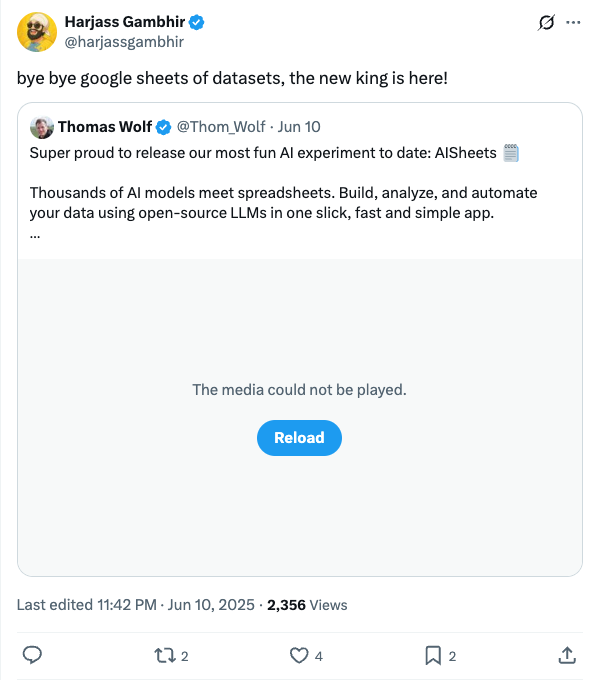 Harjass Gambhir
@harjassgambhir
bye bye google sheets of datasets, the new king is here!
Thomas Wolf @Thom_Wolf · Jun 10
Super proud to release our most fun AI experiment to date: AISheets
Thousands of AI models meet spreadsheets. Build, analyze, and automate
your data using open-source LLMs in one slick, fast and simple app.
...
The media could not be played.
Reload
Last edited 11:42 PM · Jun 10, 2025 · 2,356 Views
2 4 2